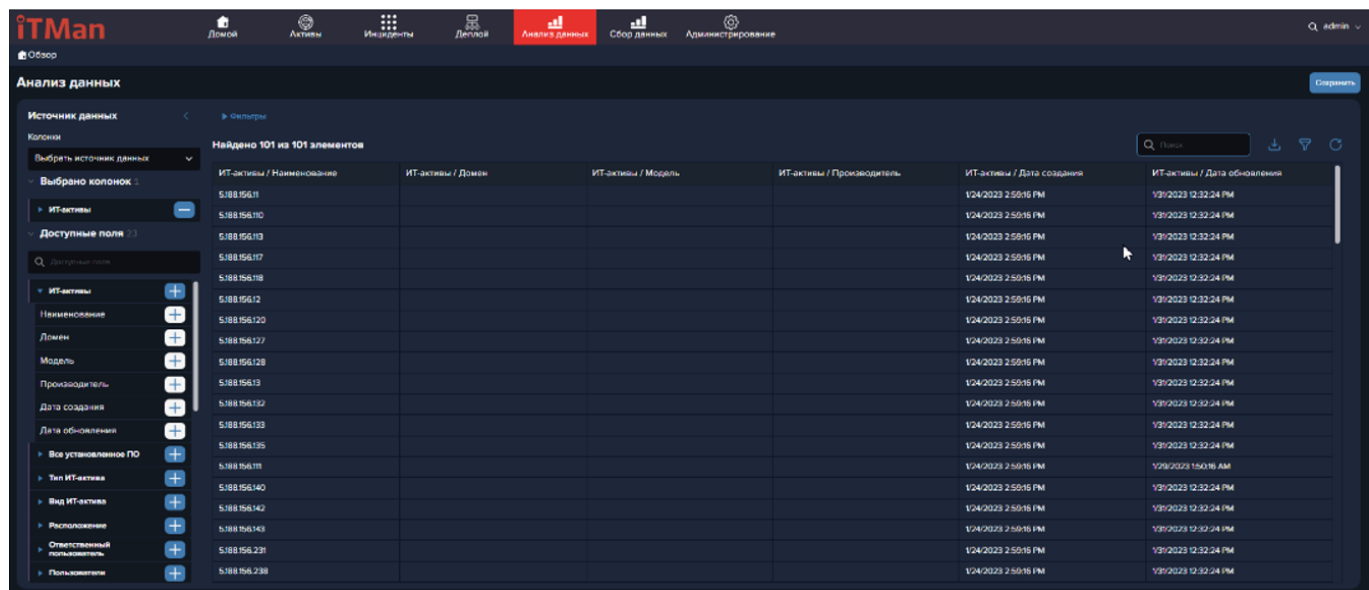 iTMan
Домой Активы Инциденты Деплой Анализ данных Сбор данных Администрирование admin
Обзор
Анализ данных Сохранить
Источник данных Фильтры
Колонки
Найдено 101 из 101 элементов Поиск
Выбрать источник данных
ИТ-активы / Наименование ИТ-активы / Домен ИТ-активы / Модель ИТ-активы / Производитель ИТ-активы / Дата создания ИТ-активы / Дата обновления
Выбрано колонок 1
5.188.156.11 1/24/2023 2:59:16 PM 1/31/2023 12:32:24 PM
ИТ-активы
5.188.156.110 1/24/2023 2:59:16 PM 1/31/2023 12:32:24 PM
Доступные поля 23
5.188.156.113 1/24/2023 2:59:16 PM 1/31/2023 12:32:24 PM
Доступные поля
5.188.156.117 1/24/2023 2:59:16 PM 1/31/2023 12:32:24 PM
5.188.156.118 1/24/2023 2:59:16 PM 1/31/2023 12:32:24 PM
ИТ-активы
5.188.156.12 1/24/2023 2:59:16 PM 1/31/2023 12:32:24 PM
Наименование
5.188.156.120 1/24/2023 2:59:16 PM 1/31/2023 12:32:24 PM
Домен
5.188.156.127 1/24/2023 2:59:16 PM 1/31/2023 12:32:24 PM
Модель
5.188.156.128 1/24/2023 2:59:16 PM 1/31/2023 12:32:24 PM
Производитель
5.188.156.13 1/24/2023 2:59:16 PM 1/31/2023 12:32:24 PM
Дата создания
5.188.156.132 1/24/2023 2:59:16 PM 1/31/2023 12:32:24 PM
Дата обновления
5.188.156.133 1/24/2023 2:59:16 PM 1/31/2023 12:32:24 PM
Все установленное ПО
5.188.156.135 1/24/2023 2:59:16 PM 1/31/2023 12:32:24 PM
5.188.156.111 1/24/2023 2:59:16 PM 1/29/2023 1:50:16 AM
Тип ИТ-актива
5.188.156.140 1/24/2023 2:59:16 PM 1/31/2023 12:32:24 PM
Вид ИТ-актива
5.188.156.142 1/24/2023 2:59:16 PM 1/31/2023 12:32:24 PM
Расположение
5.188.156.143 1/24/2023 2:59:16 PM 1/31/2023 12:32:24 PM
Ответственный
пользователь
5.188.156.231 1/24/2023 2:59:16 PM 1/31/2023 12:32:24 PM
Пользователи
5.188.156.238 1/24/2023 2:59:16 PM 1/31/2023 12:32:24 PM